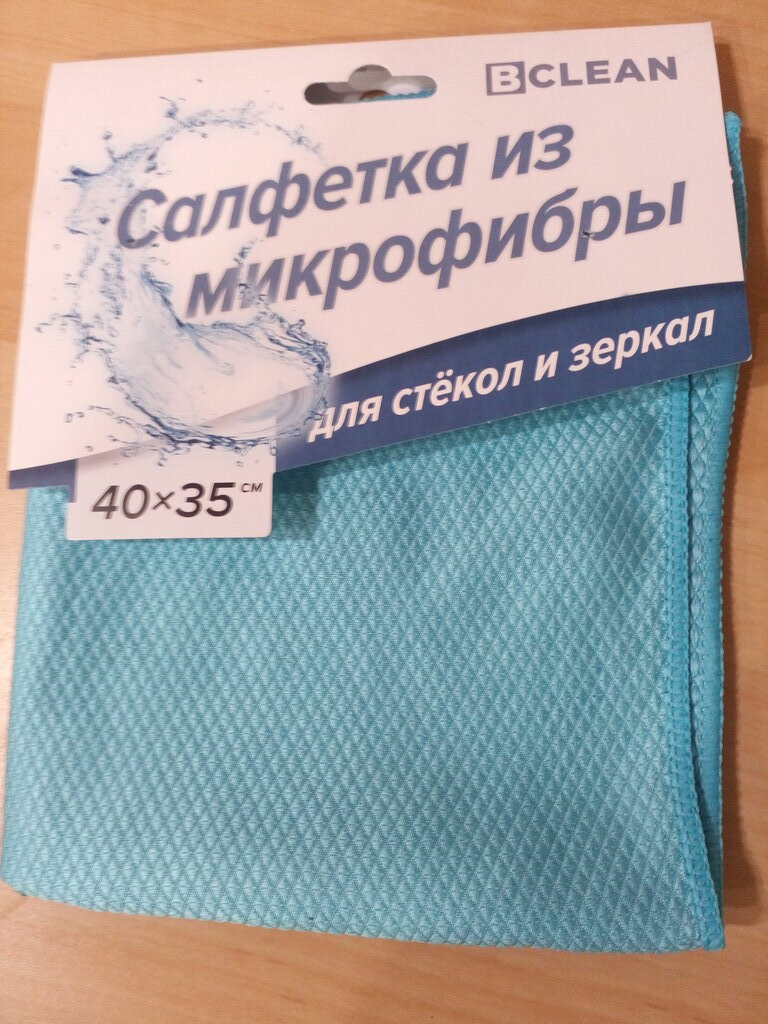 BCLEAN
Салфетка из
микрофибры
для стёкол и зеркал
40×35 см